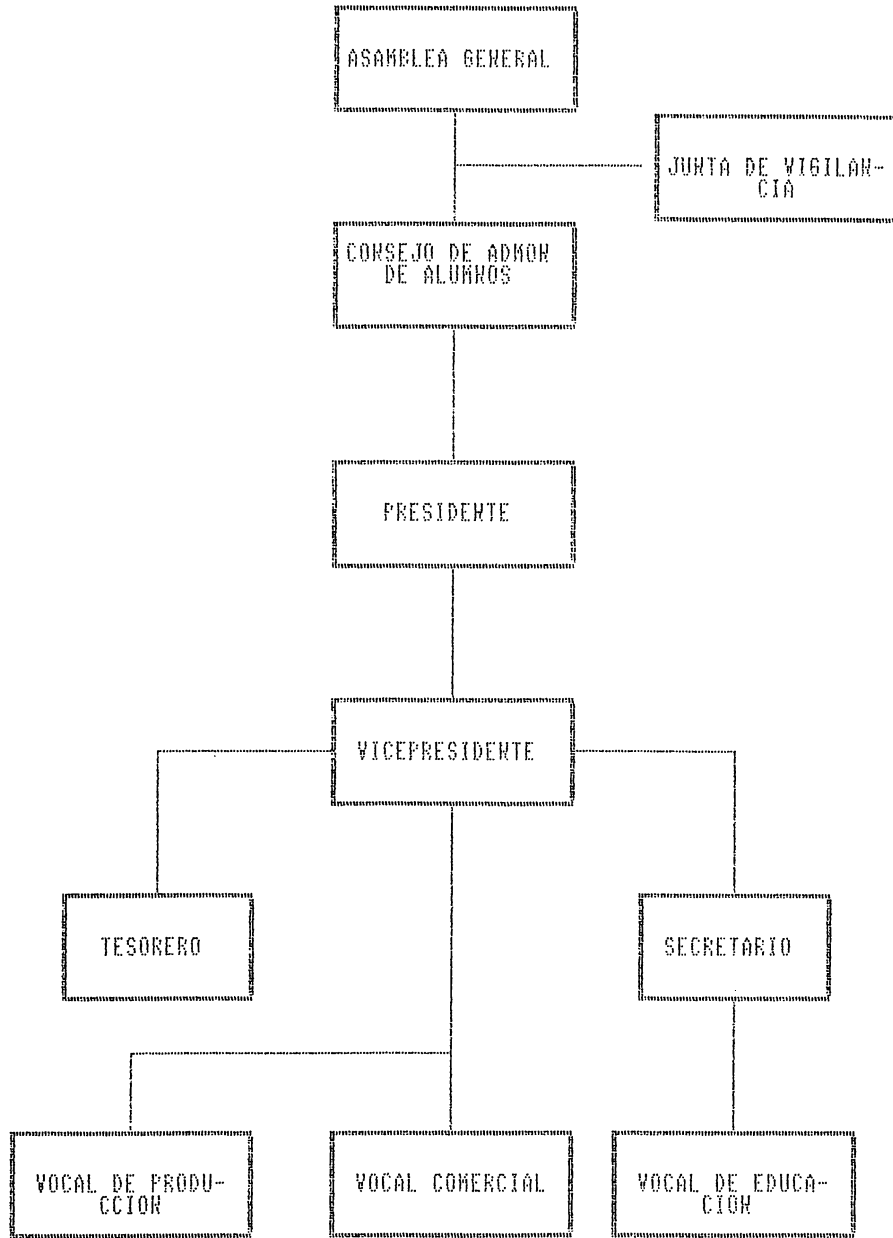 ASAMBLEA GENERAL
JUNTA DE VIGILAN-
CIA
CONSEJO DE ADMON
DE ALUMNOS
PRESIDENTE
VICEPRESIDENTE
TESORERO
SECRETARIO
VOCAL DE PRODU-
CCION
VOCAL COMERCIAL
VOCAL DE EDUCA-
CION